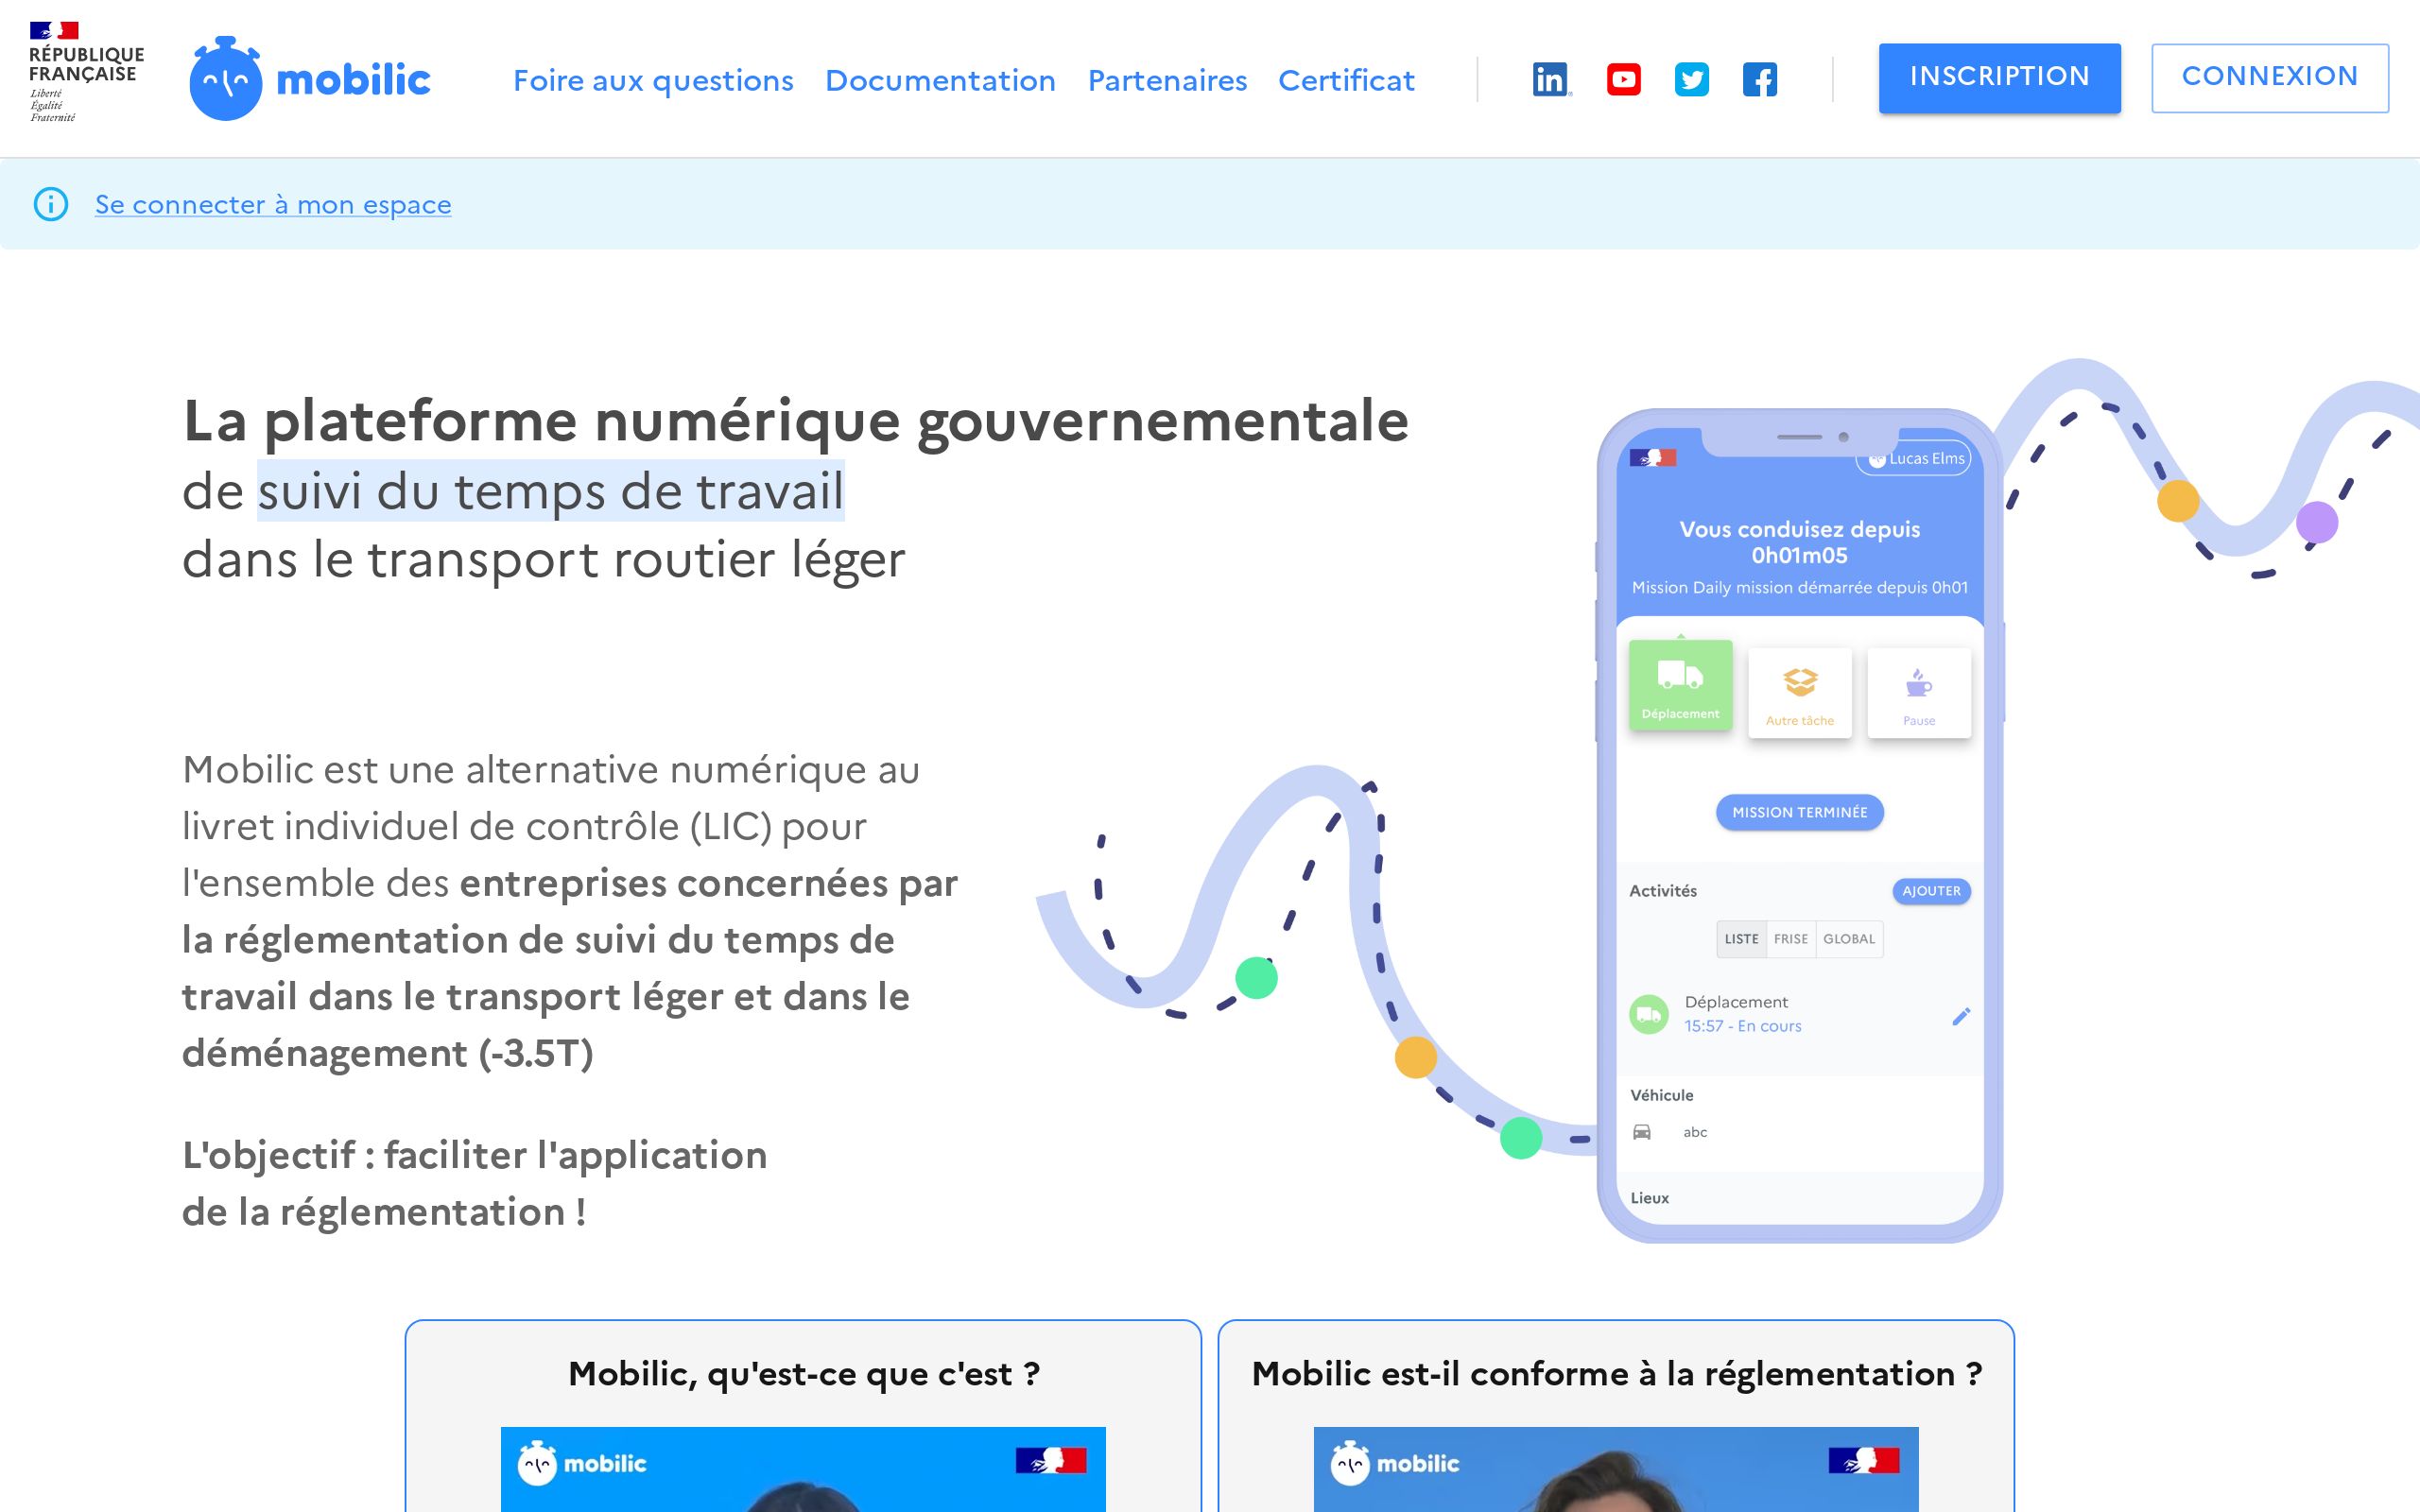 RÉPUBLIQUE
FRANÇAISE
Liberté
Égalité
Fraternité
mobilic
Foire aux questions
Documentation
Partenaires
Certificat
in
INSCRIPTION
CONNEXION
Se connecter à mon espace
La plateforme numérique gouvernementale
de suivi du temps de travail
dans le transport routier léger
Mobilic est une alternative numérique au
livret individuel de contrôle (LIC) pour
l'ensemble des entreprises concernées par
la réglementation de suivi du temps de
travail dans le transport léger et dans le
déménagement (-3.5T)
L'objectif : faciliter l'application
de la réglementation !
Lucas Elms
Vous conduisez depuis
0h01m05
Mission Daily mission démarrée depuis 0h01
Déplacement
Autre tâche
Pause
MISSION TERMINÉE
Activités
AJOUTER
LISTE
FRISE
GLOBAL
Déplacement
15:57 - En cours
Véhicule
abc
Lieux
Mobilic, qu'est-ce que c'est ?
mobilic
Mobilic est-il conforme à la réglementation ?
mobilic